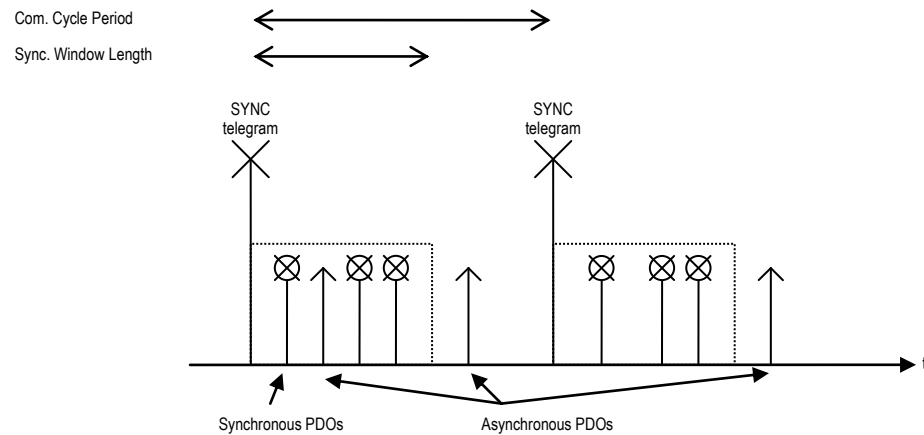 Com. Cycle Period
Sync. Window Length
SYNC
telegram
SYNC
telegram
t
Synchronous PDOs
Asynchronous PDOs